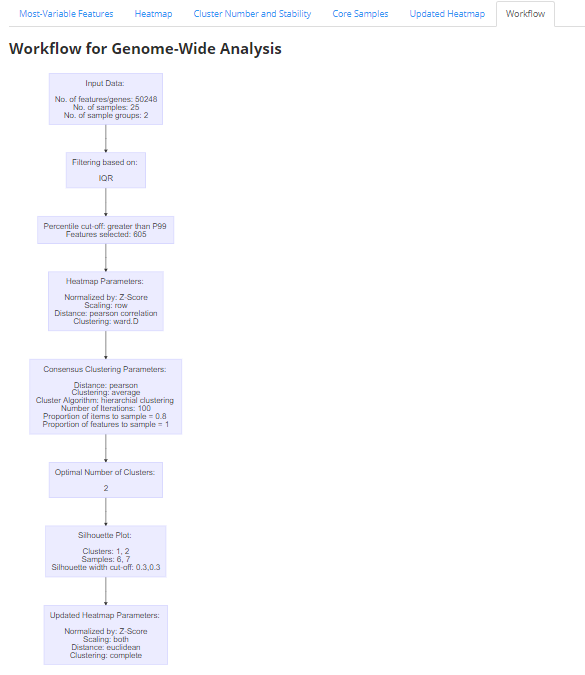 Most-Variable Features
Heatmap
Cluster Number and Stability
Core Samples
Updated Heatmap
Workflow
Workflow for Genome-Wide Analysis
Input Data:
No. of features/genes: 50248
No. of samples: 25
No. of sample groups: 2
Filtering based on:
IQR
Percentile cut-off: greater than P99
Features selected: 605
Heatmap Parameters:
Normalized by: Z-Score
Scaling: row
Distance: pearson correlation
Clustering: ward.D
Consensus Clustering Parameters:
Distance: pearson
Clustering: average
Cluster Algorithm: hierarchial clustering
Number of Iterations: 100
Proportion of items to sample = 0.8
Proportion of features to sample = 1
Optimal Number of Clusters:
2
Silhouette Plot:
Clusters: 1, 2
Samples: 6, 7
Silhouette width cut-off: 0.3,0.3
Updated Heatmap Parameters:
Normalized by: Z-Score
Scaling: both
Distance: euclidean
Clustering: complete